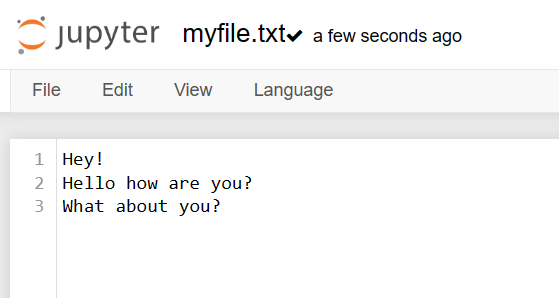 jupyter myfile.txt✔ a few seconds ago
File Edit View Language
1 Hey!
2 Hello how are you?
3 What about you?